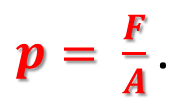 p = F/A .